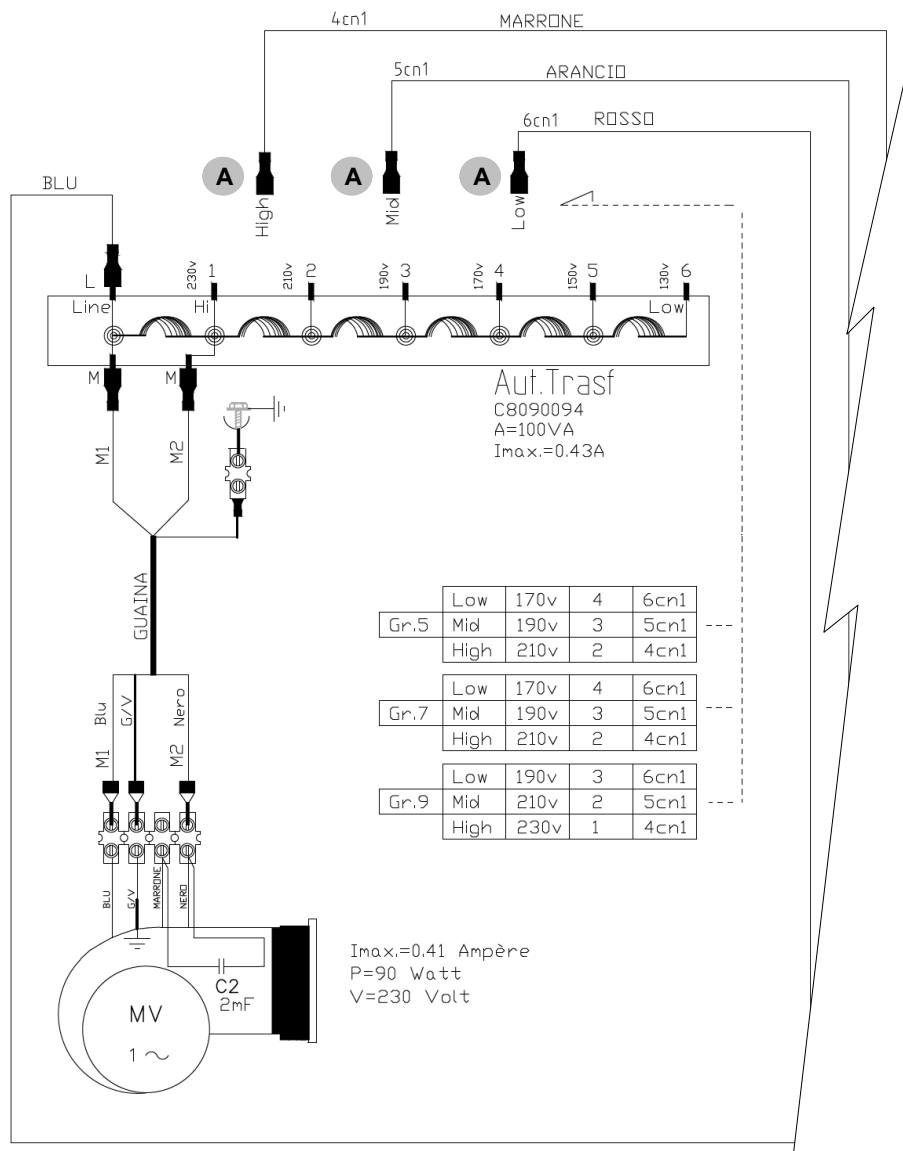 4cn1 MARRONE
5cn1 ARANCIO
6cn1 ROSSO
A A A
High Mid Low
BLU
L 230v 1 210v 2 190v 3 170v 4 150v 5 130v 6
Line Hi Low
M M
Aut.Trasf
C8090094
A=100VA
Imax.=0.43A
M1 M2
GUAINA
Low 170v 4 6cn1
Gr.5 Mid 190v 3 5cn1
High 210v 2 4cn1
Low 170v 4 6cn1
Gr.7 Mid 190v 3 5cn1
High 210v 2 4cn1
Low 190v 3 6cn1
Gr.9 Mid 210v 2 5cn1
High 230v 1 4cn1
Blu G/V Nero
M1 M2
BLU G/V MARRONE NERO
Imax.=0.41 Ampère
P=90 Watt
V=230 Volt
C2
2mF
MV
1 ~